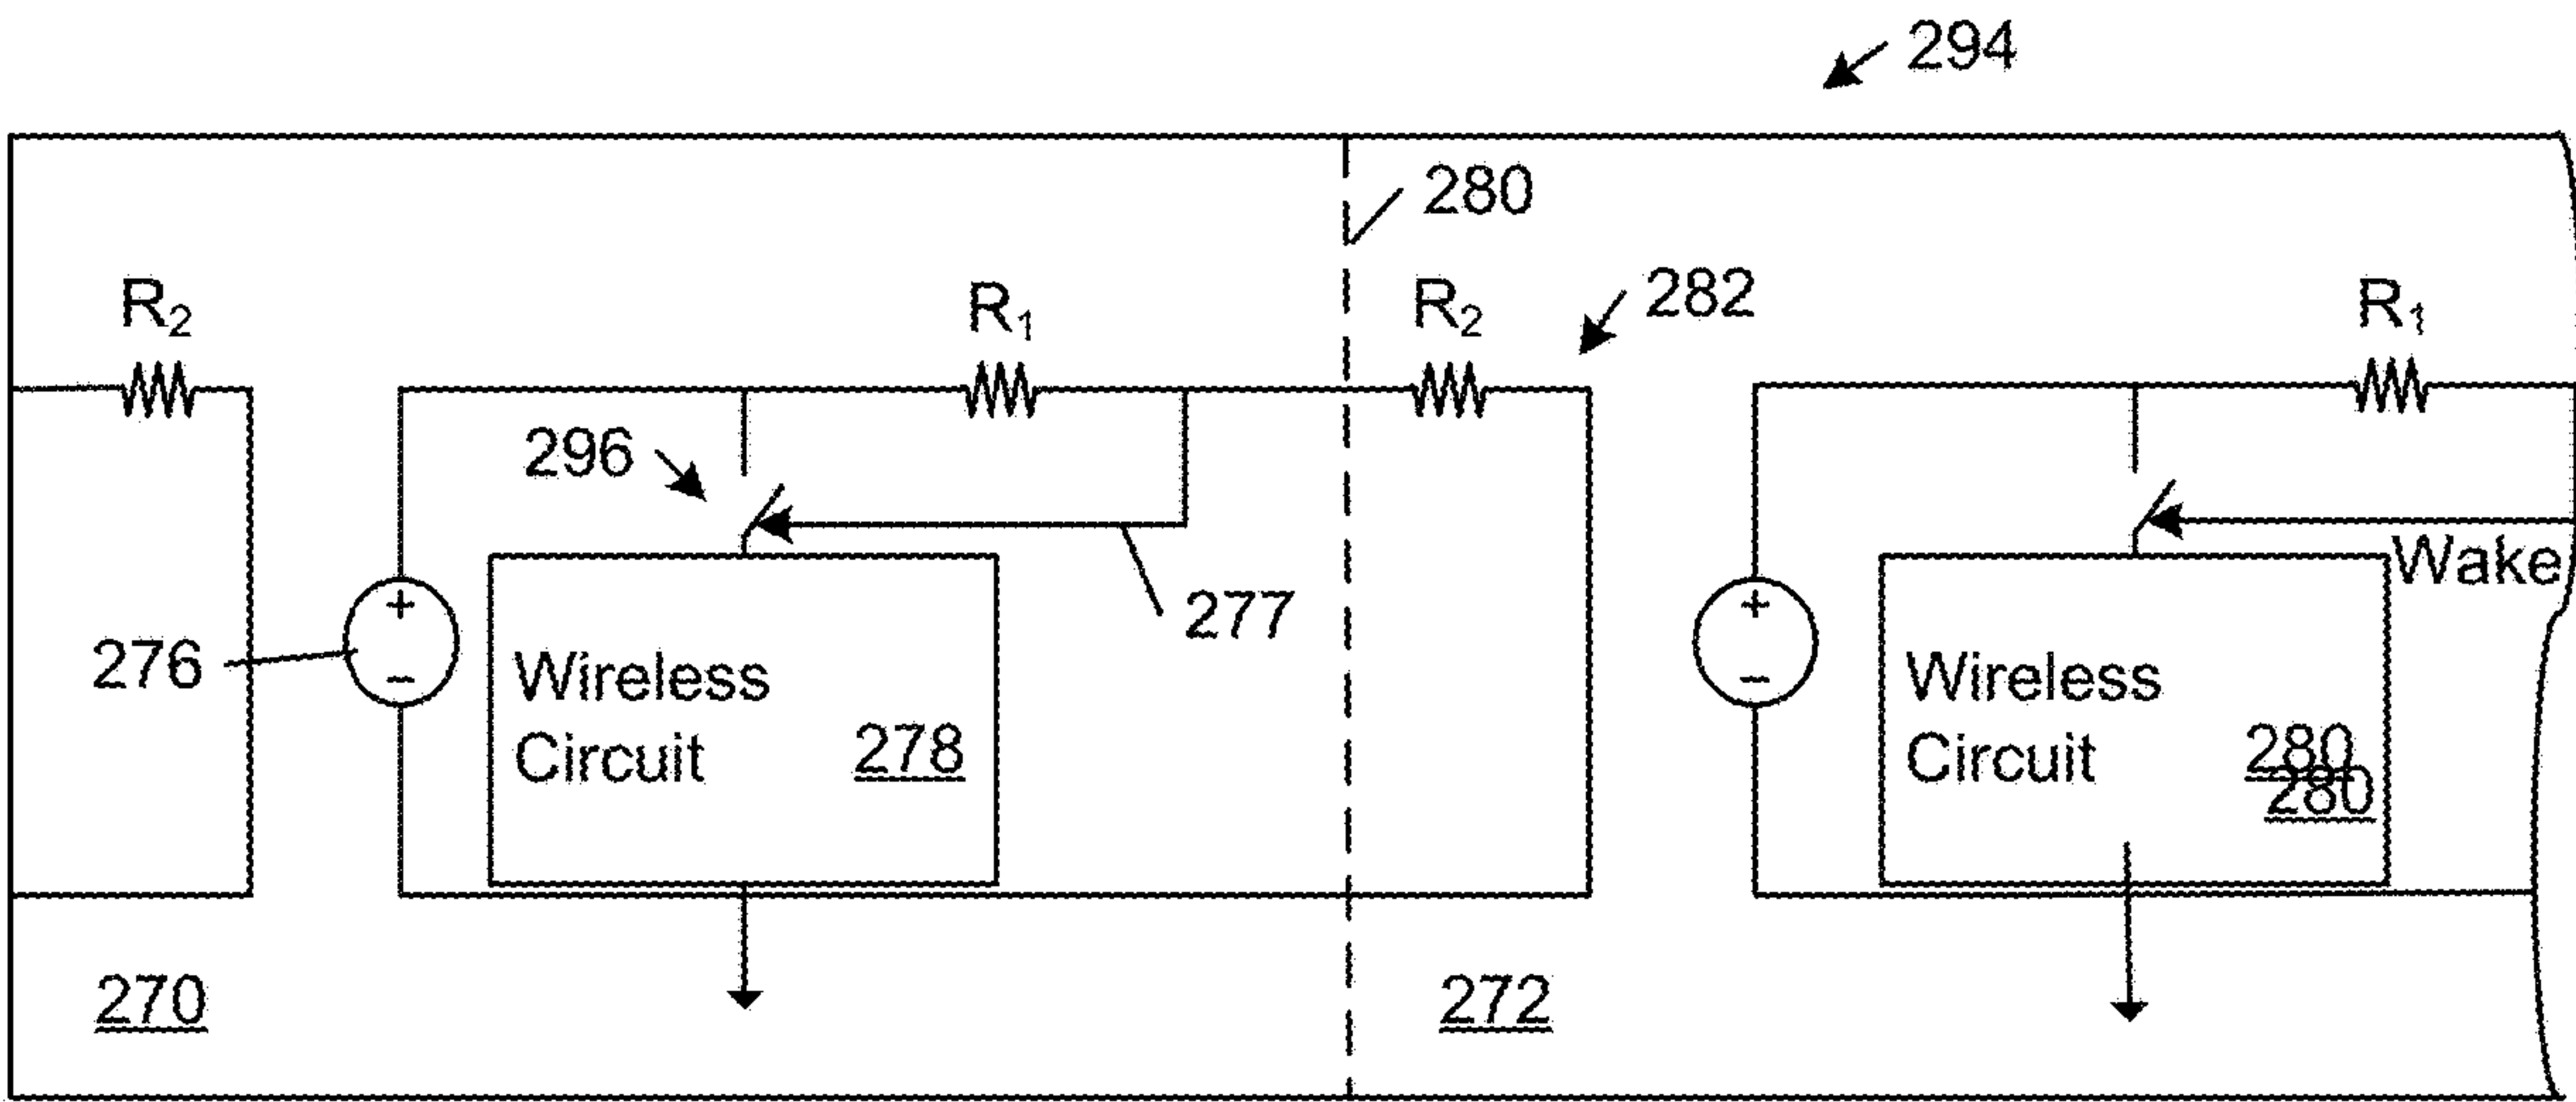 294
280
R₂
R₁
R₂
282
R₁
296
+
−
276
277
+
−
Wake
Wireless
Circuit
278
Wireless
Circuit
280
280
270
272